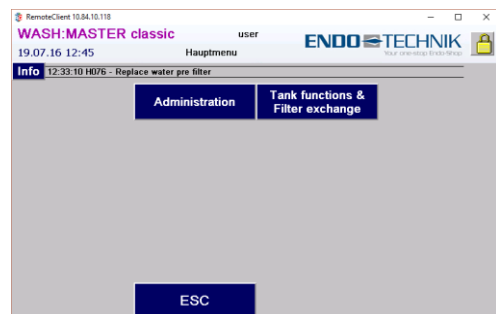 RemoteClient 10.84.10.118
WASH:MASTER classic user
ENDO TECHNIK
Your one-stop Endo-Shop
19.07.16 12:45 Hauptmenu
Info 12:33:10 H076 - Replace water pre filter
Administration
Tank functions &
Filter exchange
ESC